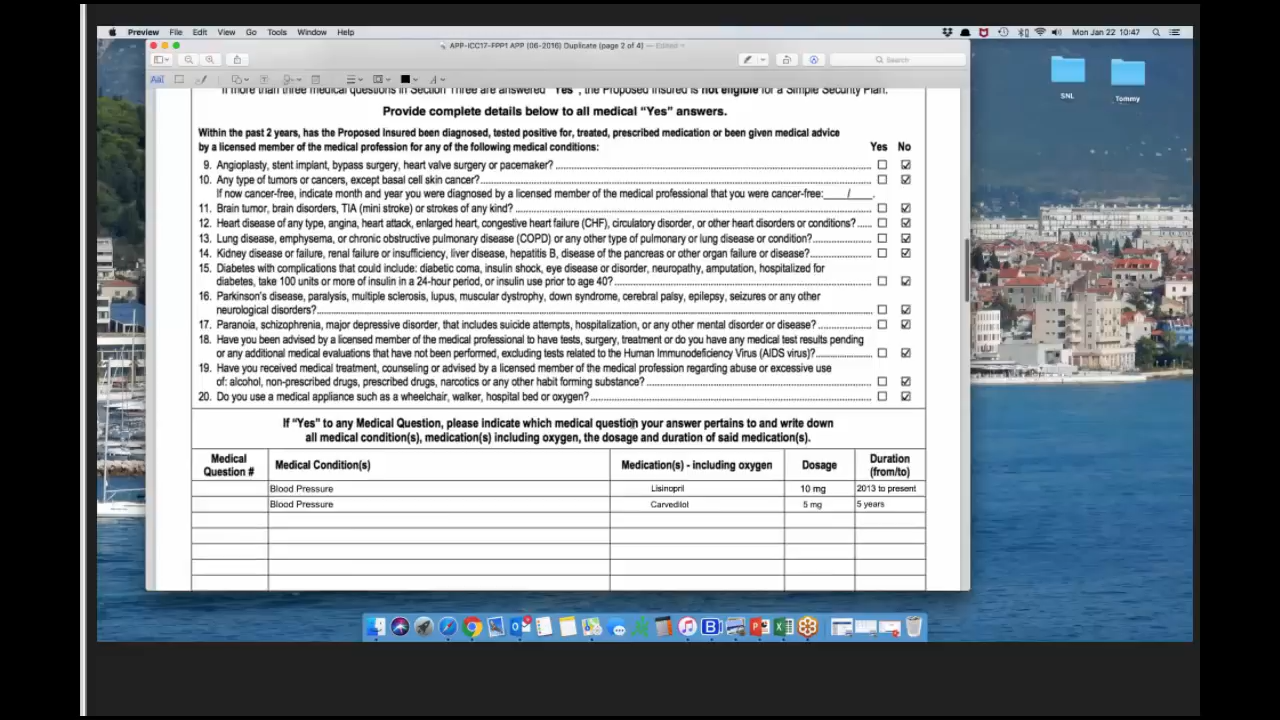 Preview File Edit View Go Tools Window Help
Mon Jan 22 10:47
APP-ICC17-FPP1 APP (06-2016) Duplicate (page 2 of 4) — Edited
Search
SNL
Tommy
If more than three medical questions in Section Three are answered "Yes", the Proposed Insured is not eligible for a Simple Security Plan.
Provide complete details below to all medical “Yes” answers.
Within the past 2 years, has the Proposed Insured been diagnosed, tested positive for, treated, prescribed medication or been given medical advice
by a licensed member of the medical profession for any of the following medical conditions: Yes No
9. Angioplasty, stent implant, bypass surgery, heart valve surgery or pacemaker?
10. Any type of tumors or cancers, except basal cell skin cancer?
If now cancer-free, indicate month and year you were diagnosed by a licensed member of the medical professional that you were cancer-free:_____/_____.
11. Brain tumor, brain disorders, TIA (mini stroke) or strokes of any kind?
12. Heart disease of any type, angina, heart attack, enlarged heart, congestive heart failure (CHF), circulatory disorder, or other heart disorders or conditions?
13. Lung disease, emphysema, or chronic obstructive pulmonary disease (COPD) or any other type of pulmonary or lung disease or condition?
14. Kidney disease or failure, renal failure or insufficiency, liver disease, hepatitis B, disease of the pancreas or other organ failure or disease?
15. Diabetes with complications that could include: diabetic coma, insulin shock, eye disease or disorder, neuropathy, amputation, hospitalized for
diabetes, take 100 units or more of insulin in a 24-hour period, or insulin use prior to age 40?
16. Parkinson's disease, paralysis, multiple sclerosis, lupus, muscular dystrophy, down syndrome, cerebral palsy, epilepsy, seizures or any other
neurological disorders?
17. Paranoia, schizophrenia, major depressive disorder, that includes suicide attempts, hospitalization, or any other mental disorder or disease?
18. Have you been advised by a licensed member of the medical professional to have tests, surgery, treatment or do you have any medical test results pending
or any additional medical evaluations that have not been performed, excluding tests related to the Human Immunodeficiency Virus (AIDS virus)?
19. Have you received medical treatment, counseling or advised by a licensed member of the medical profession regarding abuse or excessive use
of: alcohol, non-prescribed drugs, prescribed drugs, narcotics or any other habit forming substance?
20. Do you use a medical appliance such as a wheelchair, walker, hospital bed or oxygen?
If “Yes” to any Medical Question, please indicate which medical question your answer pertains to and write down
all medical condition(s), medication(s) including oxygen, the dosage and duration of said medication(s).
Medical Question # Medical Condition(s) Medication(s) - including oxygen Dosage Duration (from/to)
Blood Pressure Lisinopril 10 mg 2013 to present
Blood Pressure Carvedilol 5 mg 5 years